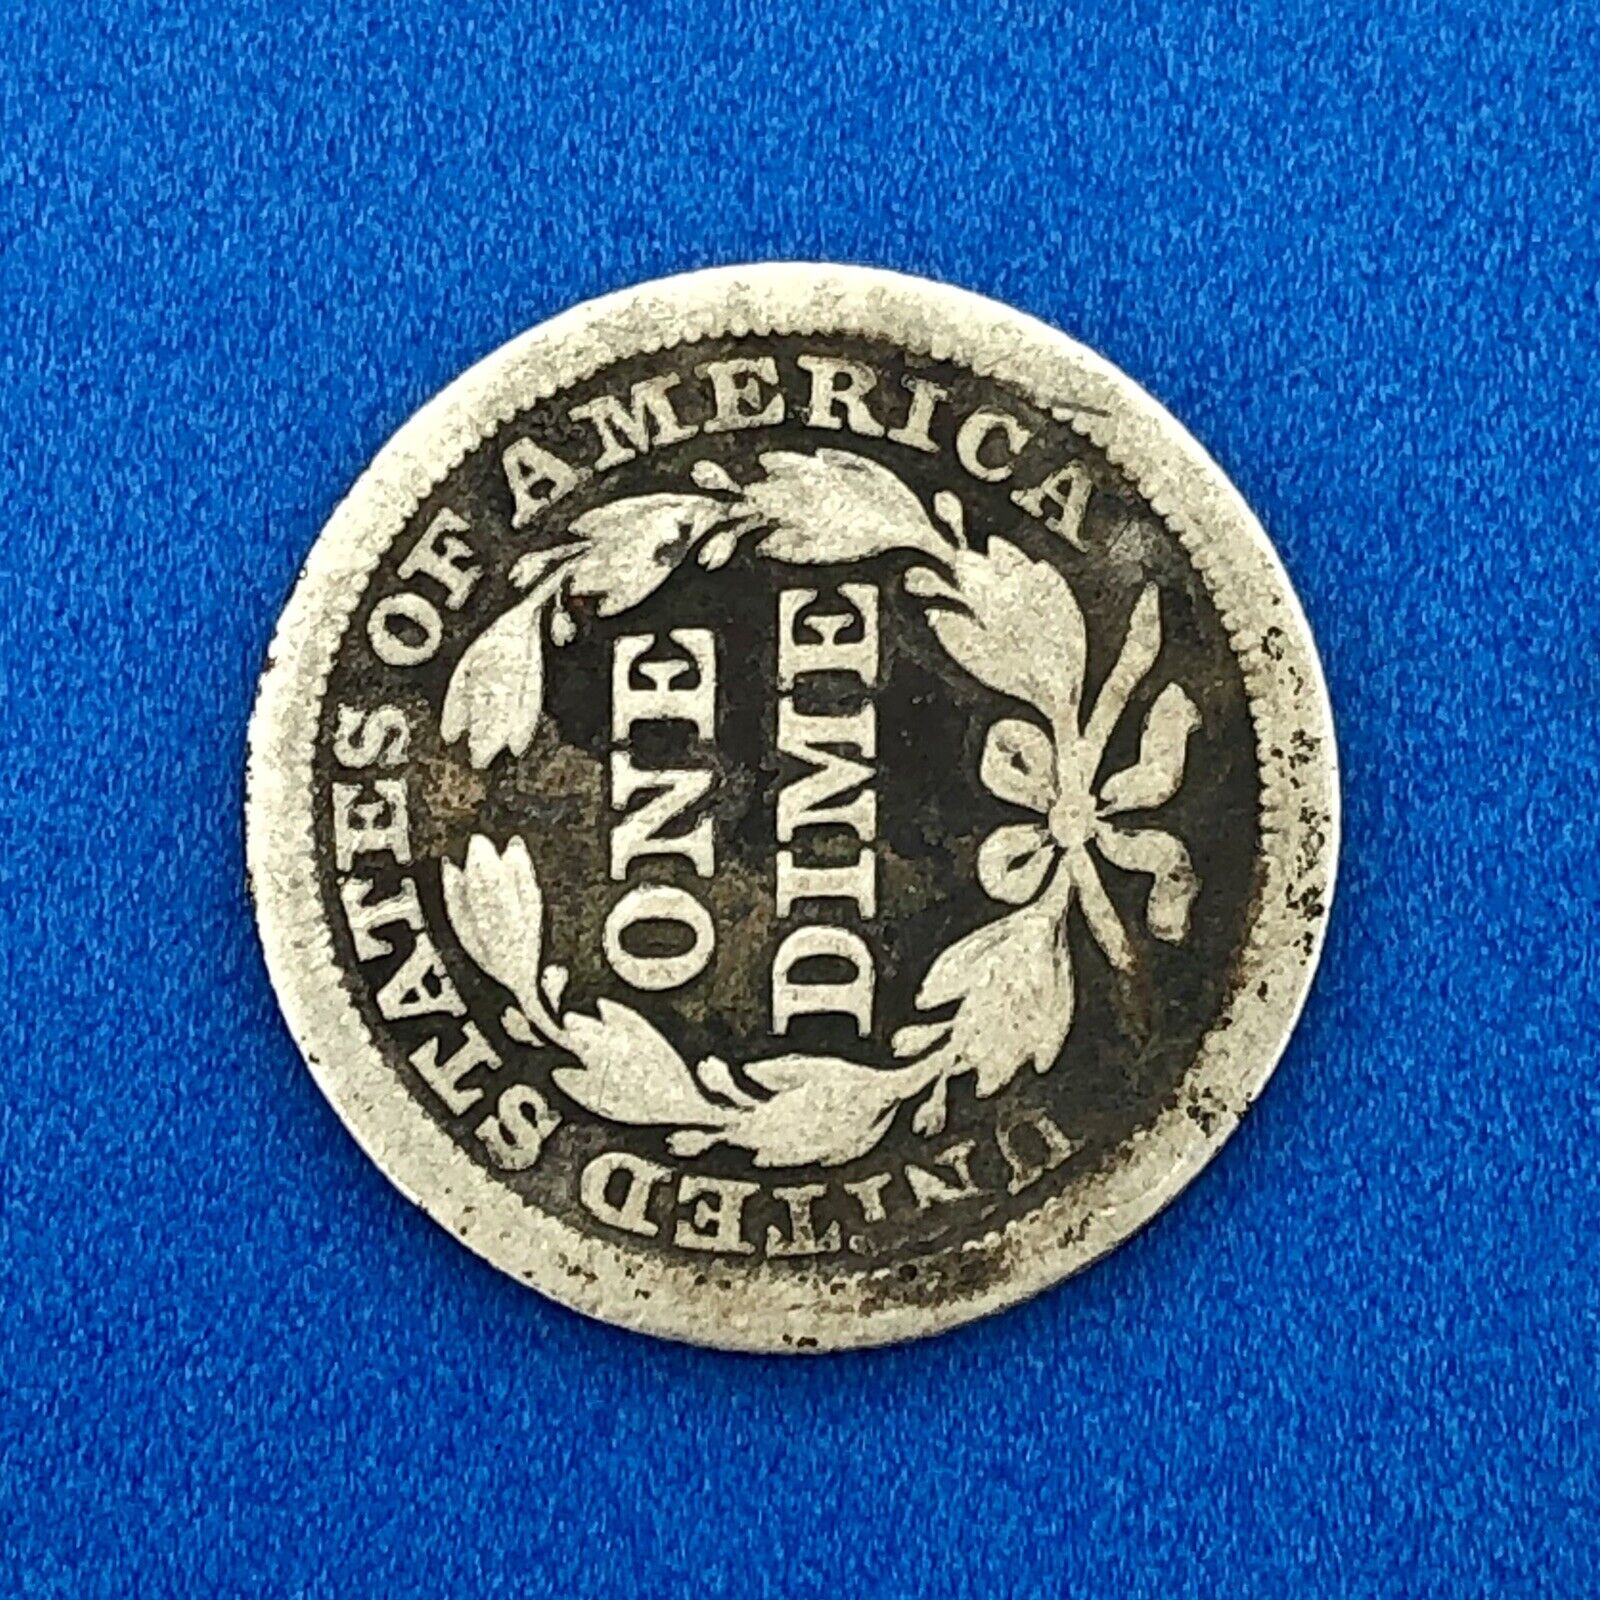 UNITED STATES OF AMERICA
ONE
DIME